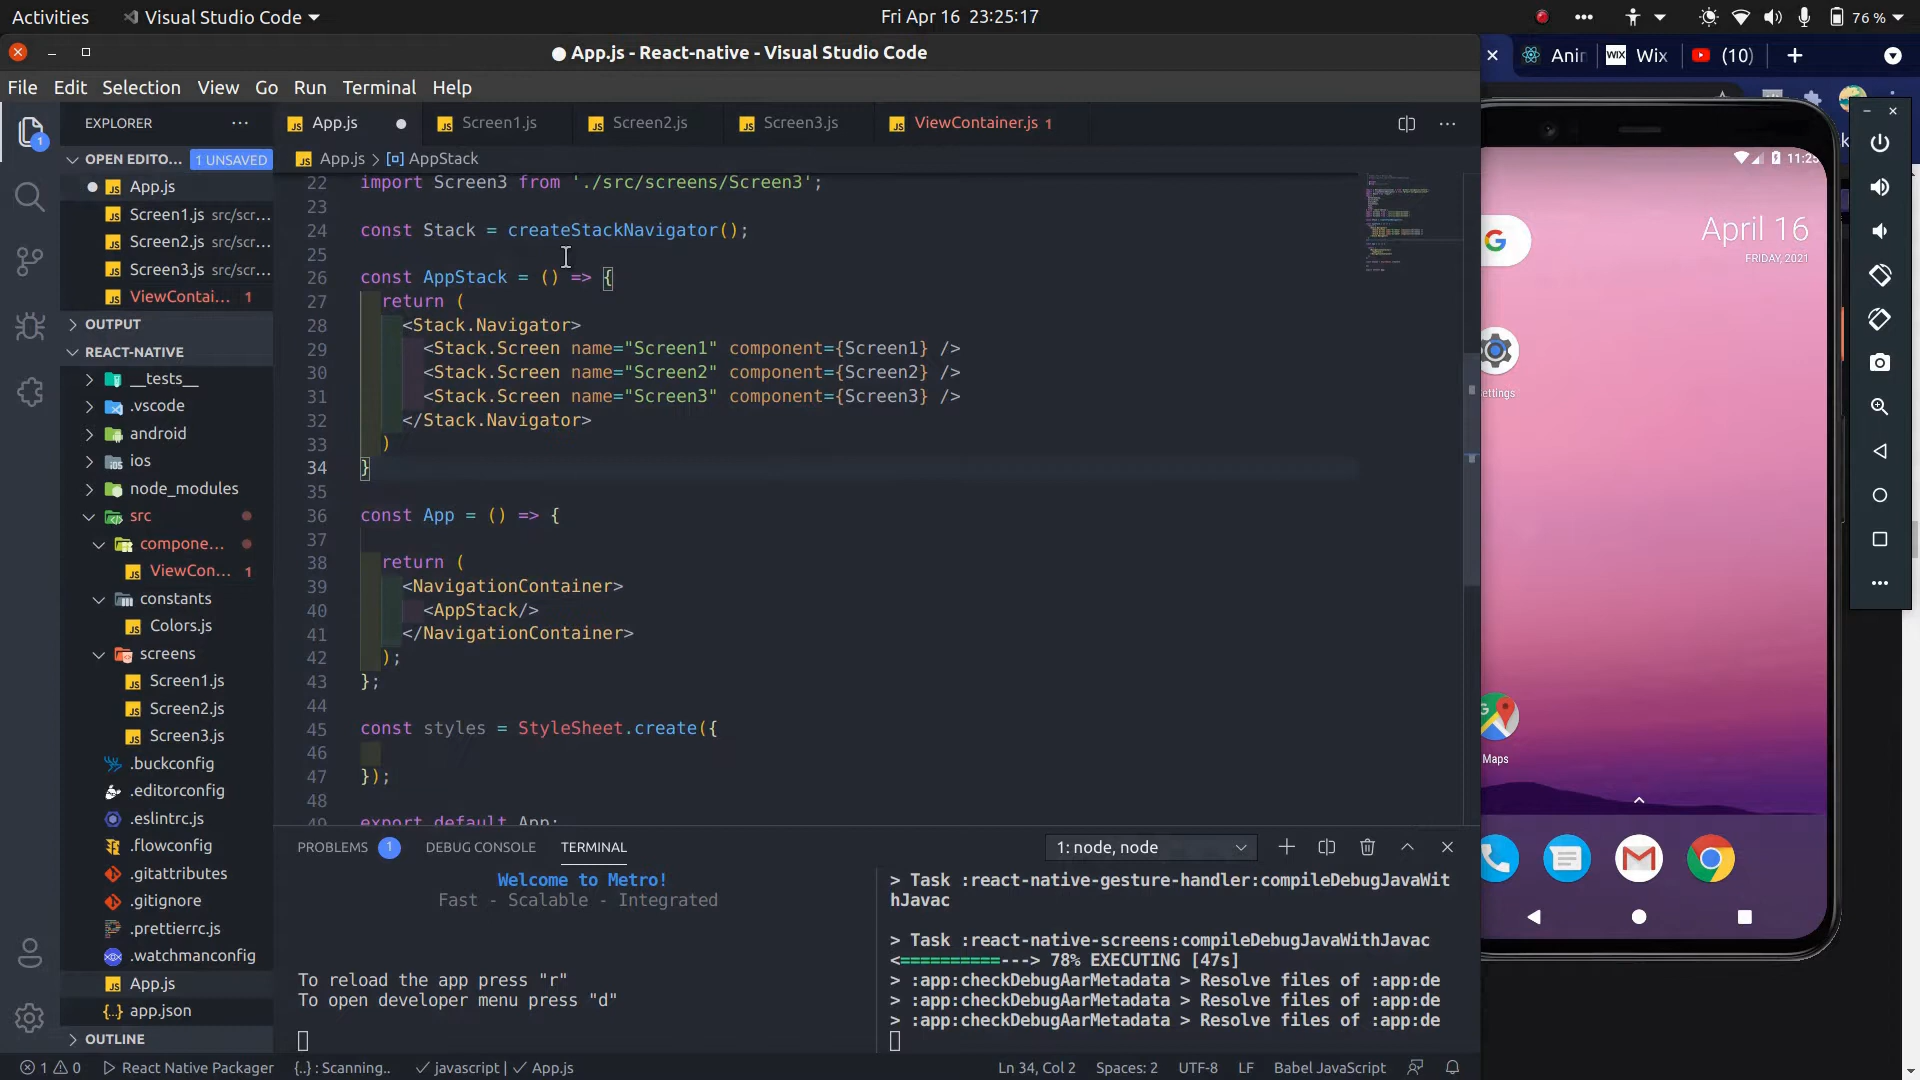 Activities
Visual Studio Code
Fri Apr 16  23:25:17
76 %
● App.js - React-native - Visual Studio Code
Wix
(10)
File Edit Selection View Go Run Terminal Help
EXPLORER
App.js
Screen1.js
Screen2.js
Screen3.js
ViewContainer.js 1
OPEN EDITO... 1 UNSAVED
App.js > AppStack
App.js
Screen1.js src/scr...
Screen2.js src/scr...
Screen3.js src/scr...
ViewContai... 1
OUTPUT
REACT-NATIVE
__tests__
.vscode
android
ios
node_modules
src
compone...
ViewCon... 1
constants
Colors.js
screens
Screen1.js
Screen2.js
Screen3.js
.buckconfig
.editorconfig
.eslintrc.js
.flowconfig
.gitattributes
.gitignore
.prettierrc.js
.watchmanconfig
App.js
app.json
OUTLINE
22 import Screen3 from './src/screens/Screen3';
23
24 const Stack = createStackNavigator();
25
26 const AppStack = () => {
27 return (
28 <Stack.Navigator>
29 <Stack.Screen name="Screen1" component={Screen1} />
30 <Stack.Screen name="Screen2" component={Screen2} />
31 <Stack.Screen name="Screen3" component={Screen3} />
32 </Stack.Navigator>
33 )
34 }
35
36 const App = () => {
37
38 return (
39 <NavigationContainer>
40 <AppStack/>
41 </NavigationContainer>
42 );
43 };
44
45 const styles = StyleSheet.create({
46
47 });
48
49 export default App;
PROBLEMS 1 DEBUG CONSOLE TERMINAL
1: node, node
Welcome to Metro!
Fast - Scalable - Integrated
To reload the app press "r"
To open developer menu press "d"
> Task :react-native-gesture-handler:compileDebugJavaWit
hJavac
> Task :react-native-screens:compileDebugJavaWithJavac
<==========---> 78% EXECUTING [47s]
> :app:checkDebugAarMetadata > Resolve files of :app:de
> :app:checkDebugAarMetadata > Resolve files of :app:de
> :app:checkDebugAarMetadata > Resolve files of :app:de
1 0 React Native Packager {..} : Scanning.. javascript | App.js
Ln 34, Col 2 Spaces: 2 UTF-8 LF Babel JavaScript
April 16
FRIDAY, 2021
Maps